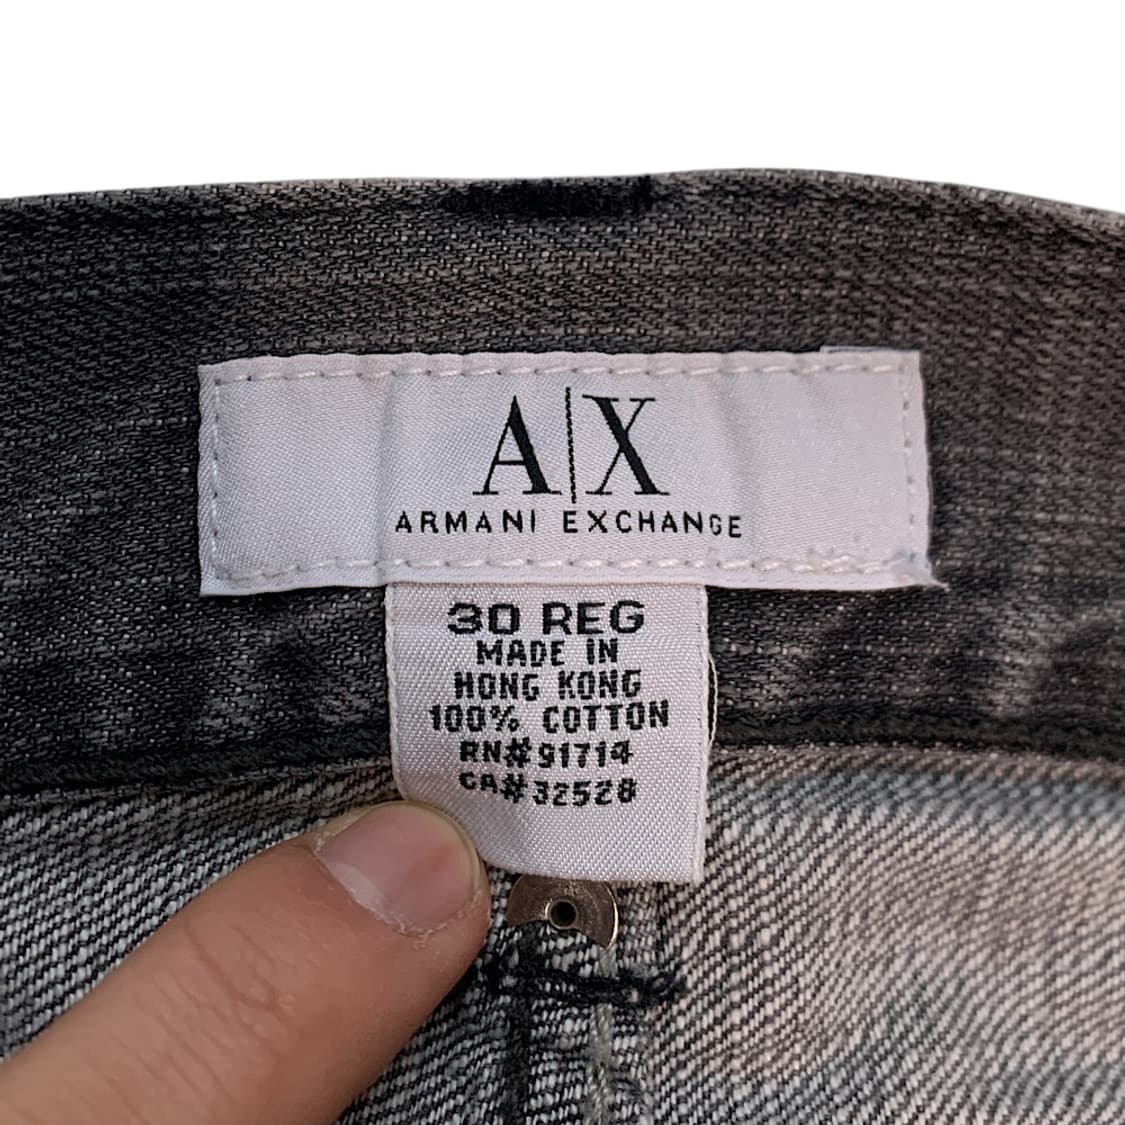 A|X
ARMANI EXCHANGE
30 REG
MADE IN
HONG KONG
100% COTTON
RN#91714
CA#32528